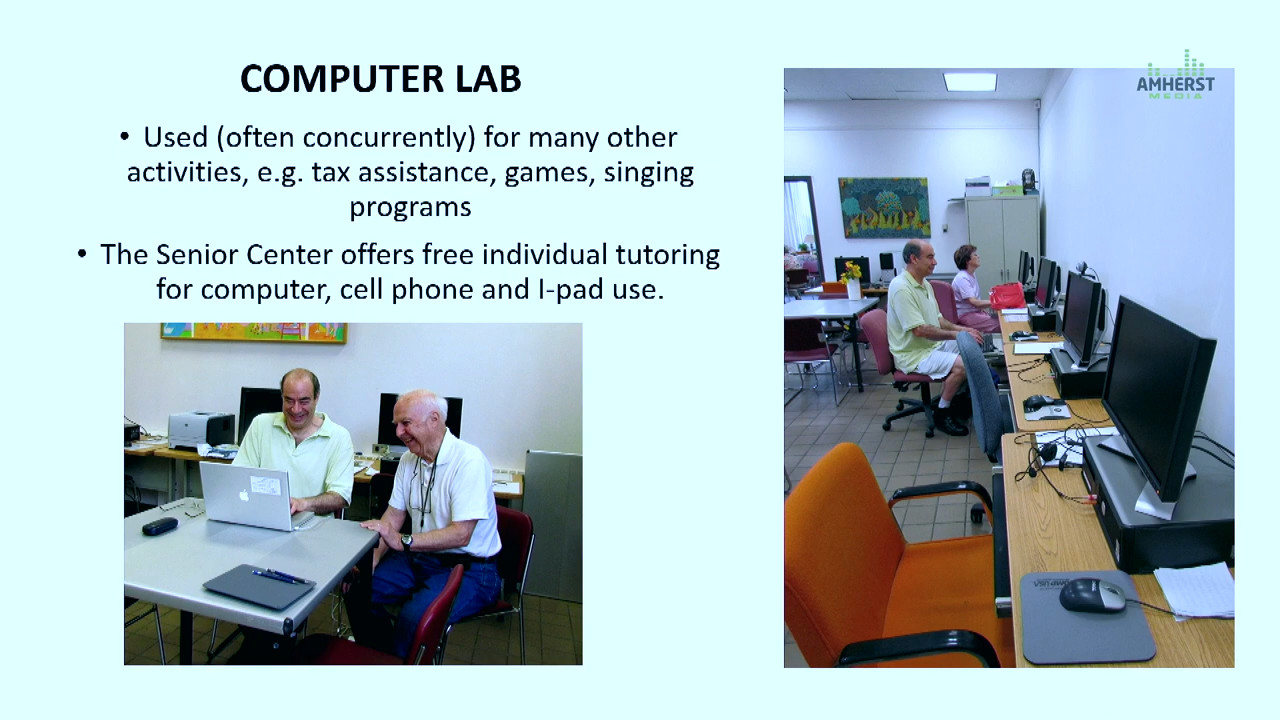 COMPUTER LAB
• Used (often concurrently) for many other
activities, e.g. tax assistance, games, singing
programs
• The Senior Center offers free individual tutoring
for computer, cell phone and I-pad use.
AMHERST
MEDIA